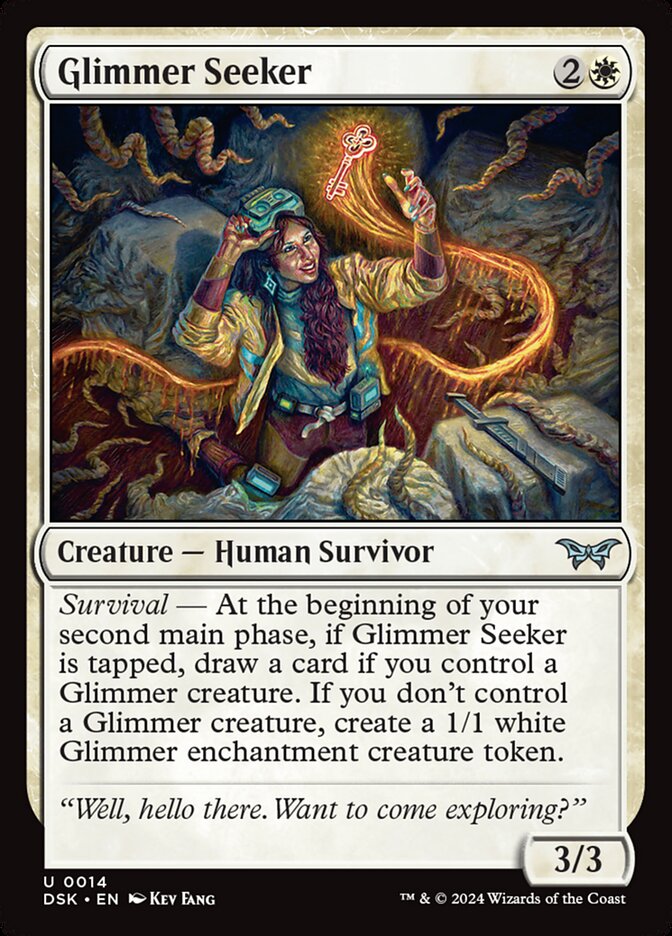 Glimmer Seeker 2
Creature — Human Survivor
Survival — At the beginning of your
second main phase, if Glimmer Seeker
is tapped, draw a card if you control a
Glimmer creature. If you don't control
a Glimmer creature, create a 1/1 white
Glimmer enchantment creature token.
"Well, hello there. Want to come exploring?"
3/3
U 0014
DSK • EN Kev Fang
™ & © 2024 Wizards of the Coast